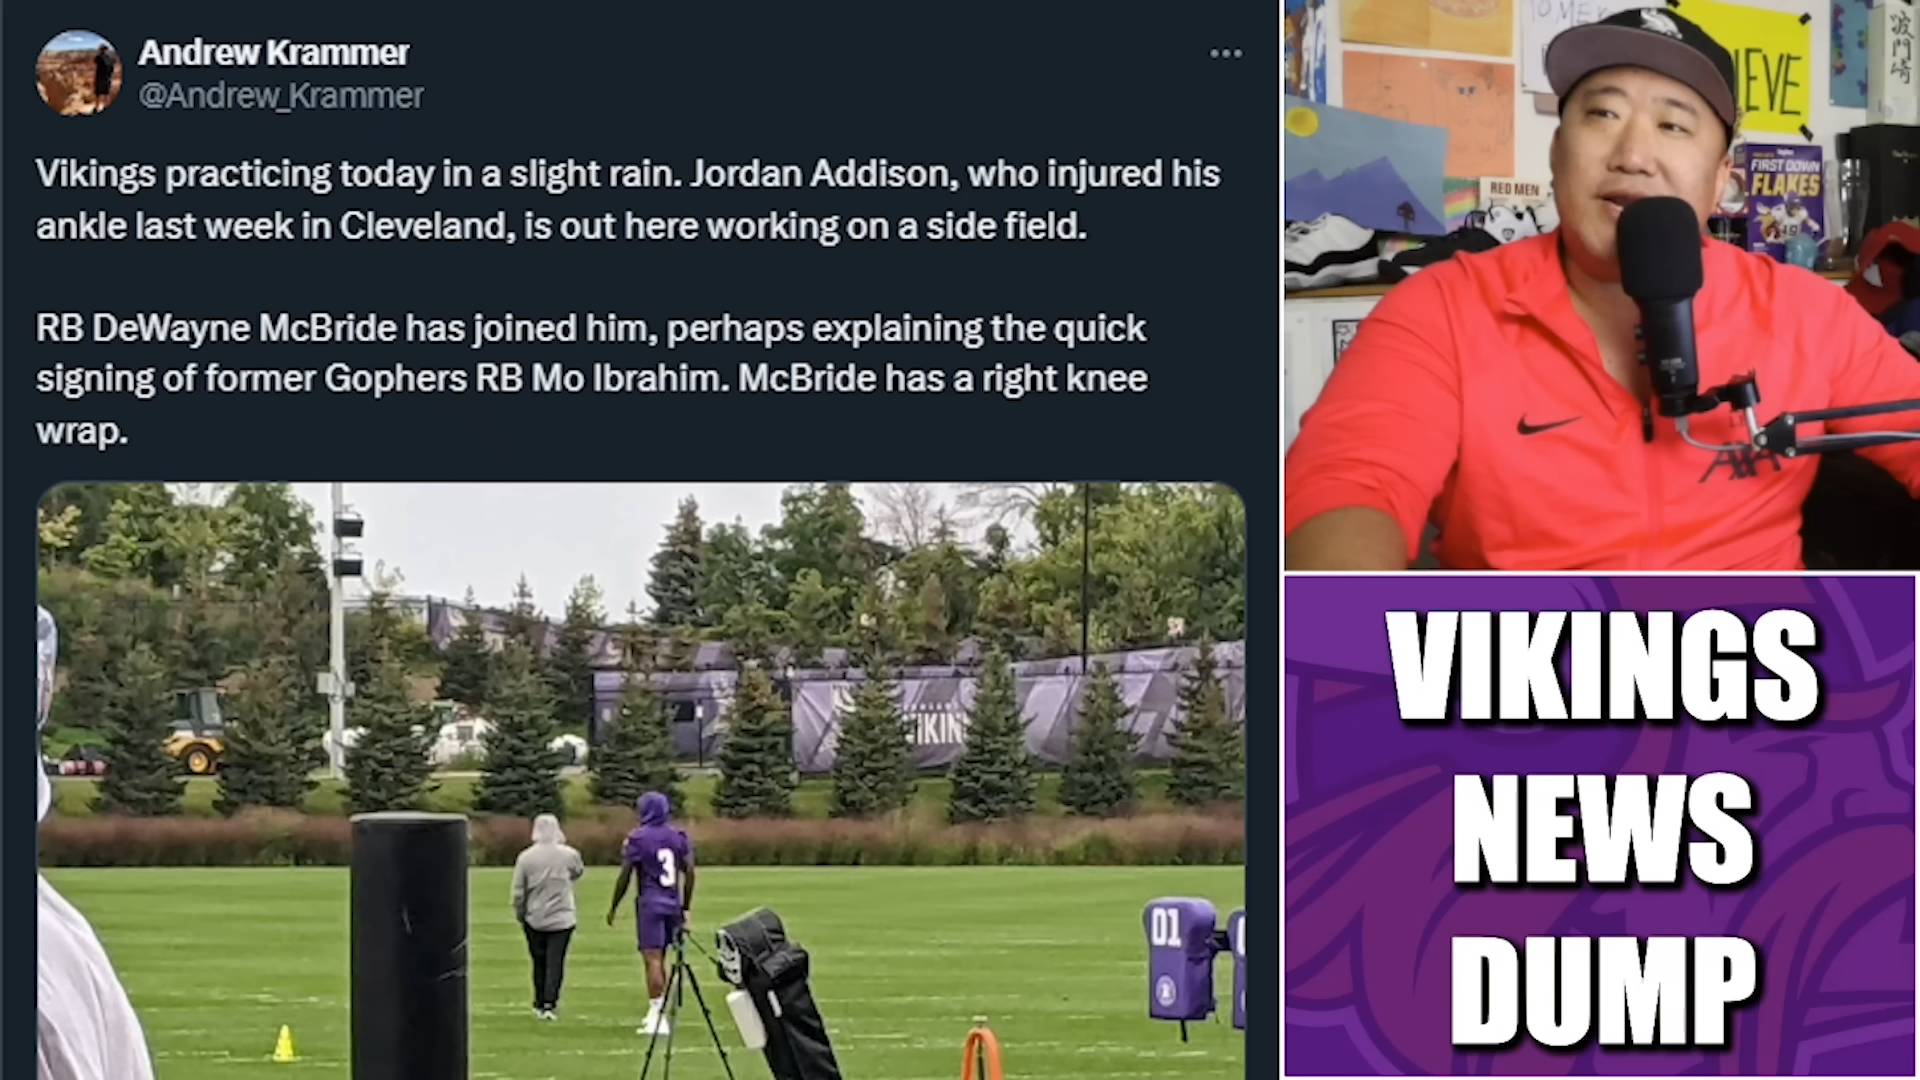 Andrew Krammer
@Andrew_Krammer
Vikings practicing today in a slight rain. Jordan Addison, who injured his
ankle last week in Cleveland, is out here working on a side field.
RB DeWayne McBride has joined him, perhaps explaining the quick
signing of former Gophers RB Mo Ibrahim. McBride has a right knee
wrap.
3
01
RED MEN
FIRST DOWN
FLAKES
AXA
VIKINGS
NEWS
DUMP